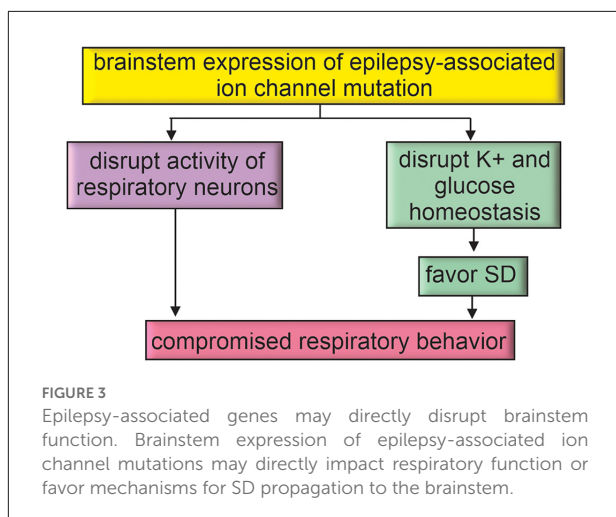 brainstem expression of epilepsy-associated
ion channel mutation
disrupt activity of
respiratory neurons
disrupt K+ and
glucose
homeostasis
favor SD
compromised respiratory behavior
FIGURE 3
Epilepsy-associated genes may directly disrupt brainstem
function. Brainstem expression of epilepsy-associated ion
channel mutations may directly impact respiratory function or
favor mechanisms for SD propagation to the brainstem.